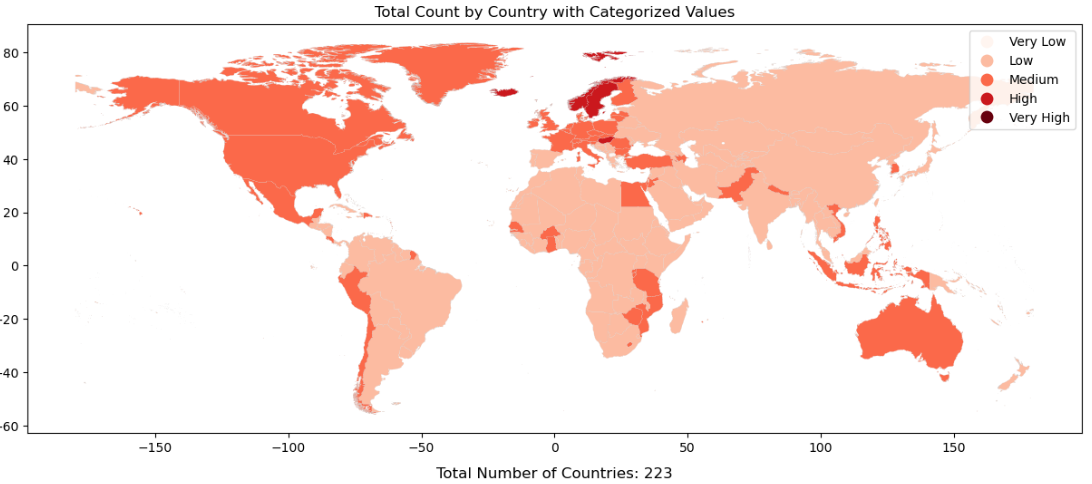 Total Count by Country with Categorized Values
Very Low
Low
Medium
High
Very High
80
60
40
20
0
−20
−40
−60
−150
−100
−50
0
50
100
150
Total Number of Countries: 223